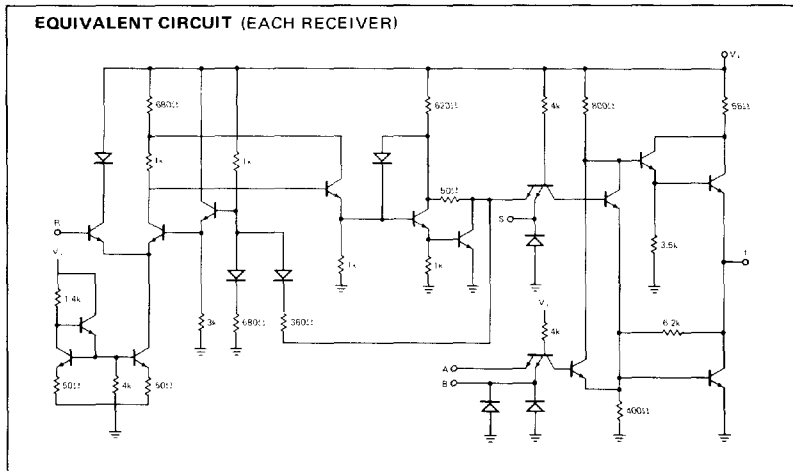 EQUIVALENT CIRCUIT (EACH RECEIVER)
680Ω
1k
1k
620Ω
50Ω
4k
800Ω
56Ω
R
1.4k
50Ω
4k
50Ω
3k
680Ω
360Ω
1k
1k
S
3.5k
6.2k
4k
A
B
400Ω